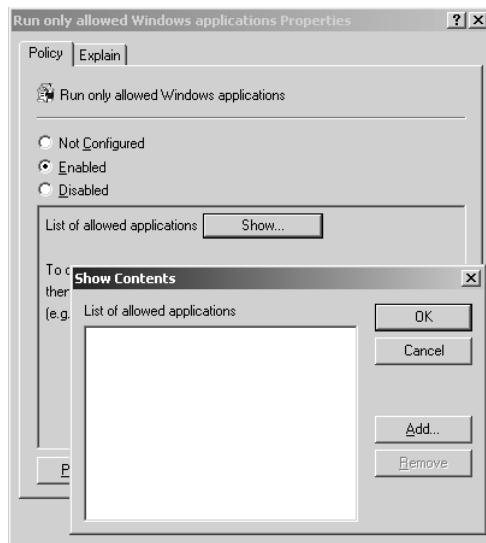 Run only allowed Windows applications Properties
Policy
Explain
Run only allowed Windows applications
Not Configured
Enabled
Disabled
List of allowed applications
Show...
(e.g.
Show Contents
List of allowed applications
OK
Cancel
Add...
Remove